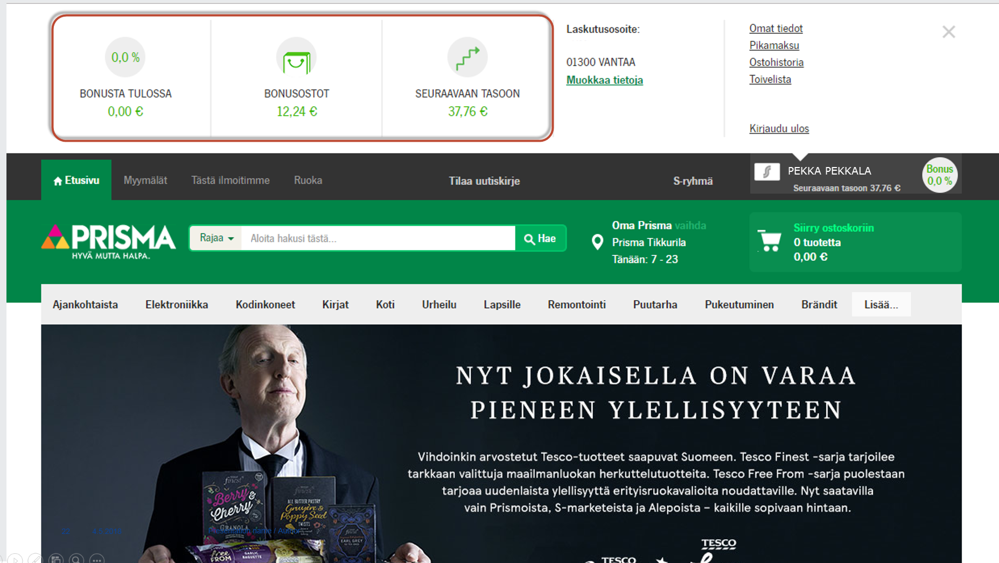 0,0 %
BONUSTA TULOSSA
0,00 €
BONUSOSTOT
12,24 €
SEURAAVAAN TASOON
37,76 €
Laskutusosoite:
01300 VANTAA
Muokkaa tietoja
Omat tiedot
Pikamaksu
Ostohistoria
Toivelista
Kirjaudu ulos
Etusivu
Myymälät
Tästä ilmoitimme
Ruoka
Tilaa uutiskirje
S-ryhmä
PEKKA PEKKALA
Seuraavaan tasoon 37,76 €
Bonus
0,0 %
PRISMA
HYVÄ MUTTA HALPA.
Rajaa
Aloita hakusi tästä...
Hae
Oma Prisma vaihda
Prisma Tikkurila
Tänään: 7 - 23
Siirry ostoskoriin
0 tuotetta
0,00 €
Ajankohtaista
Elektroniikka
Kodinkoneet
Kirjat
Koti
Urheilu
Lapsille
Remontointi
Puutarha
Pukeutuminen
Brändit
Lisää...
NYT JOKAISELLA ON VARAA
PIENEEN YLELLISYYTEEN
Vihdoinkin arvostetut Tesco-tuotteet saapuvat Suomeen. Tesco Finest -sarja tarjoilee
tarkkaan valittuja maailmanluokan herkuttelutuotteita. Tesco Free From -sarja puolestaan
tarjoaa uudenlaista ylellisyyttä erityisruokavalioita noudattaville. Nyt saatavilla
vain Prismoista, S-marketeista ja Alepoista – kaikille sopivaan hintaan.
finest
Berry &
Cherry
GRANOLA
finest
ALL BUTTER PASTRY
Gruyère &
Poppy Seed
TWISTS
EARL GREY
free
FROM
GARLIC
BAGUETTE
22
4.5.2016
Presentation name / Author
TESCO
TESCO